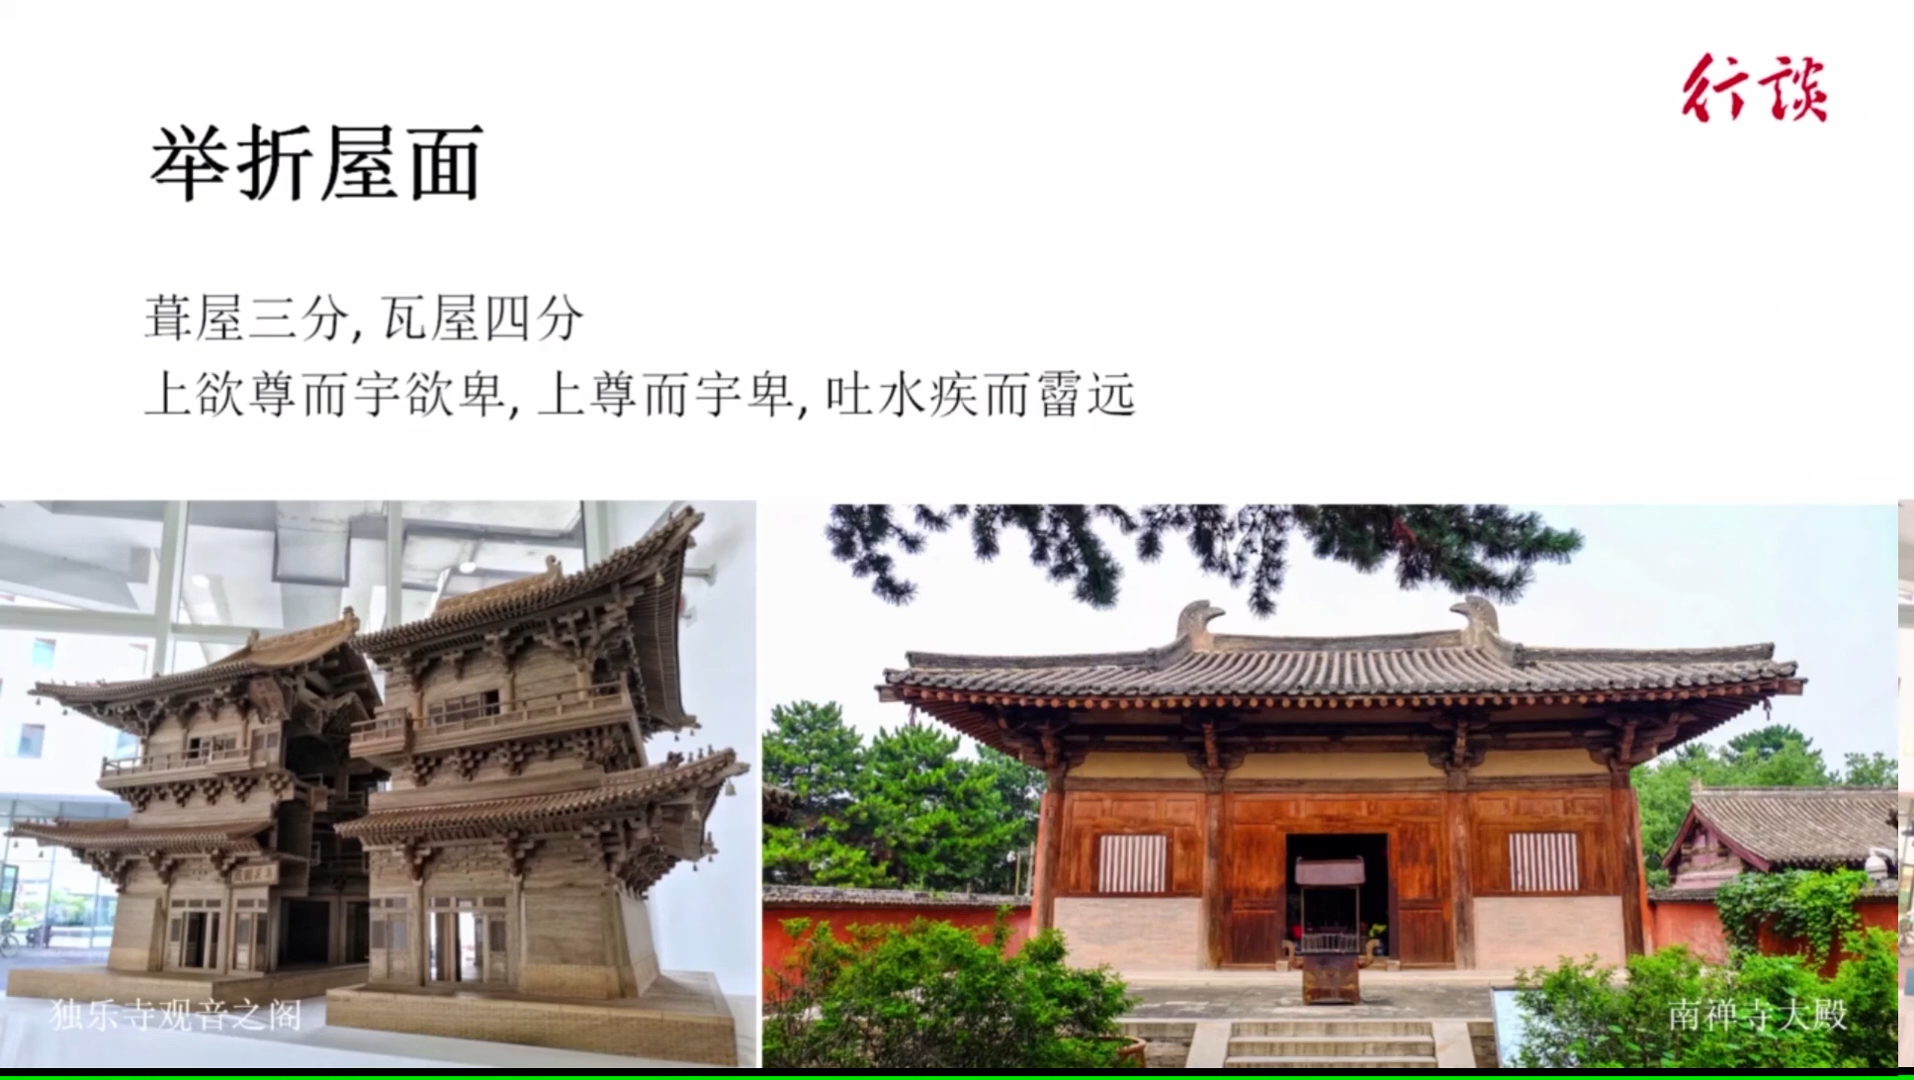 行談
举折屋面
葺屋三分, 瓦屋四分
上欲尊而宇欲卑, 上尊而宇卑, 吐水疾而霤远
独乐寺观音之阁
南禅寺大殿